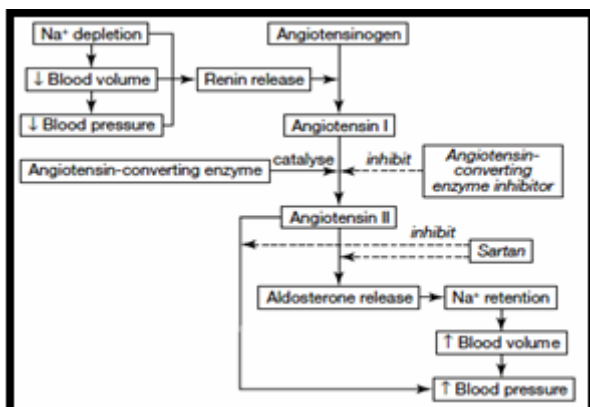 Na⁺ depletion
Angiotensinogen
↓ Blood volume
Renin release
↓ Blood pressure
Angiotensin I
Angiotensin-converting enzyme
catalyse
inhibit
Angiotensin-
converting
enzyme inhibitor
Angiotensin II
inhibit
Sartan
Aldosterone release
Na⁺ retention
↑ Blood volume
↑ Blood pressure